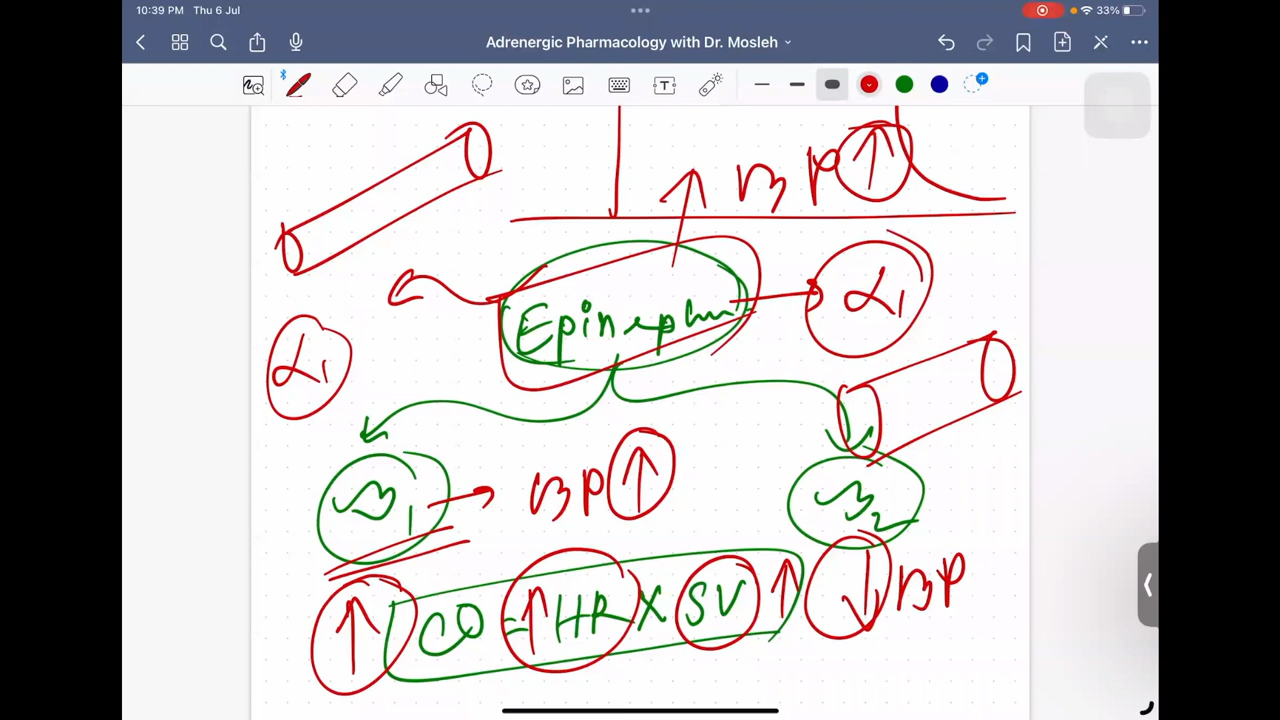 10:39 PM Thu 6 Jul
33%
Adrenergic Pharmacology with Dr. Mosleh
BP ↑
α1
α1
β1 → BP ↑
β2
↑ CO = ↑ HR X SV ↑
↓ BP